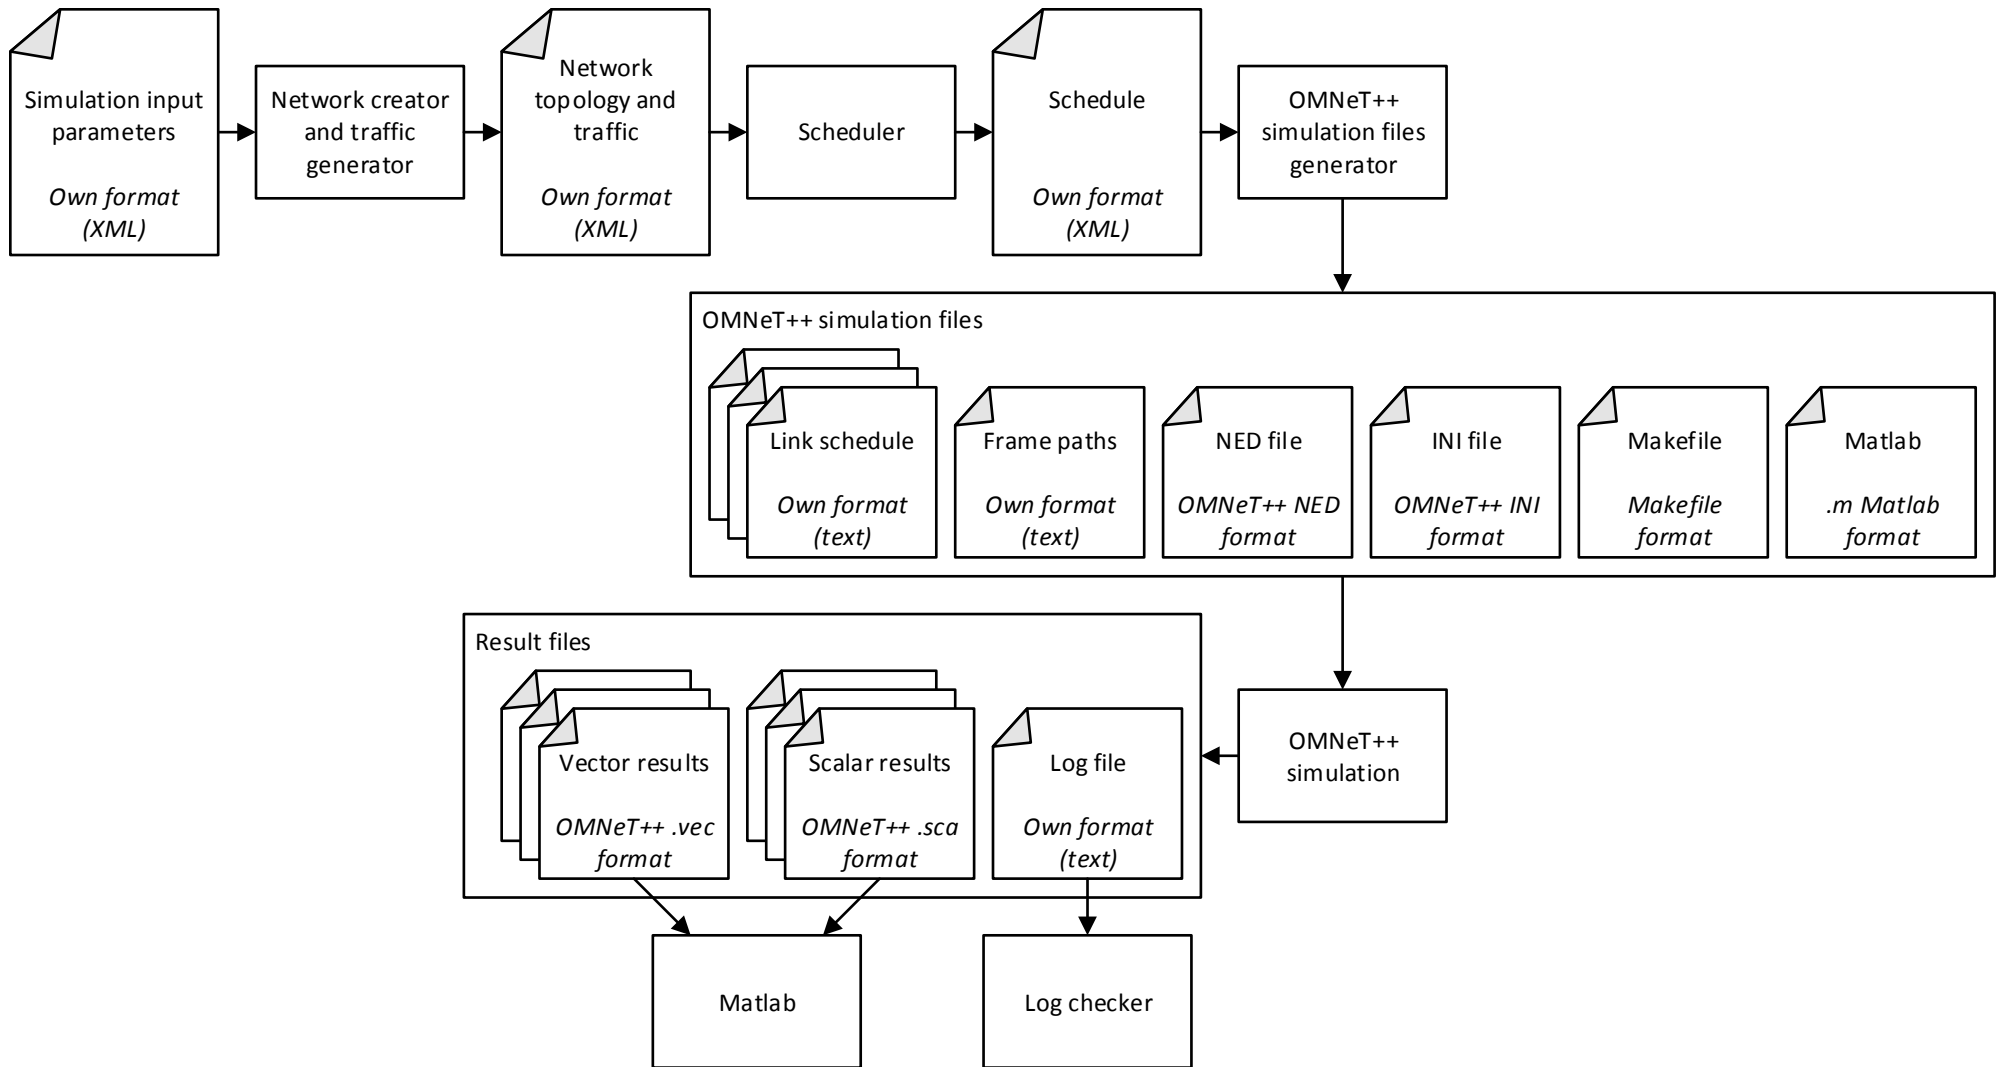 Simulation input
parameters
Own format
(XML)
Network creator
and traffic
generator
Network
topology and
traffic
Own format
(XML)
Scheduler
Schedule
Own format
(XML)
OMNeT++
simulation files
generator
OMNeT++ simulation files
Link schedule
Own format
(text)
Frame paths
Own format
(text)
NED file
OMNeT++ NED
format
INI file
OMNeT++ INI
format
Makefile
Makefile
format
Matlab
.m Matlab
format
Result files
Vector results
OMNeT++ .vec
format
Scalar results
OMNeT++ .sca
format
Log file
Own format
(text)
OMNeT++
simulation
Matlab
Log checker